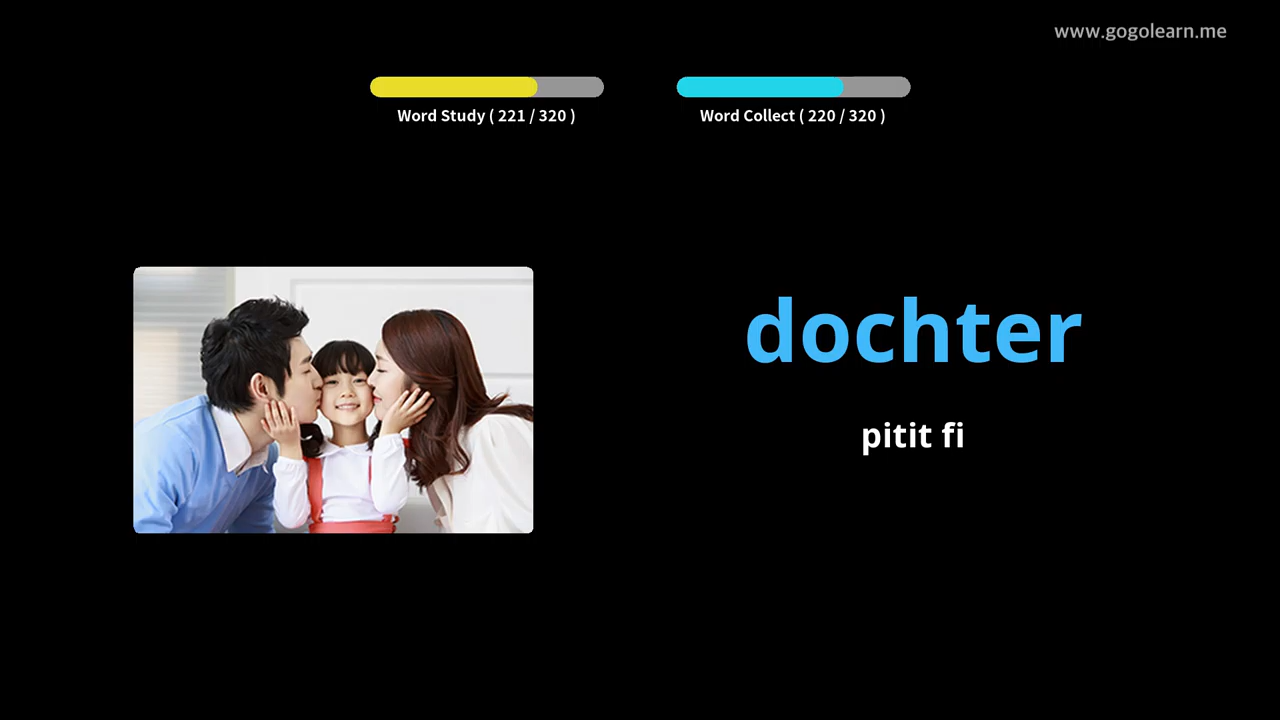 www.gogolearn.me
Word Study ( 221 / 320 )
Word Collect ( 220 / 320 )
dochter
pitit fi